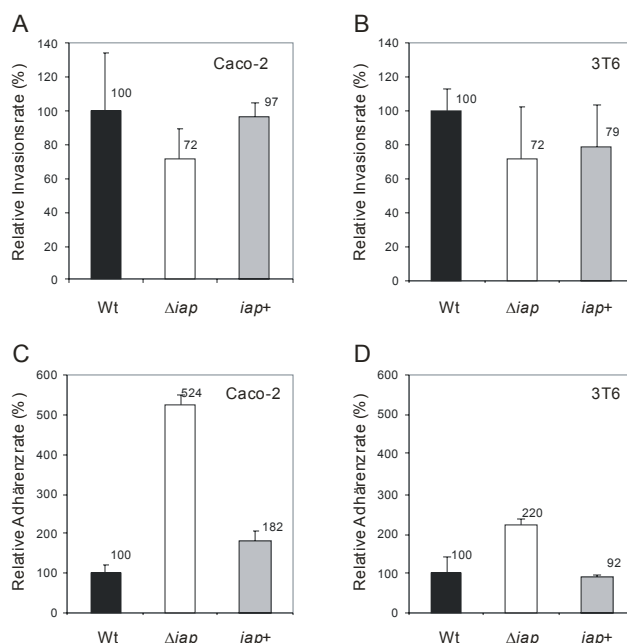 A
Relative Invasionsrate (%)
140
120
100
80
60
40
20
0
Caco-2
100
72
97
Wt
Δiap
iap+
B
Relative Invasionsrate (%)
140
120
100
80
60
40
20
0
3T6
100
72
79
Wt
Δiap
iap+
C
Relative Adhärenzrate (%)
600
500
400
300
200
100
0
Caco-2
100
524
182
Wt
Δiap
iap+
D
Relative Adhärenzrate (%)
600
500
400
300
200
100
0
3T6
100
220
92
Wt
Δiap
iap+